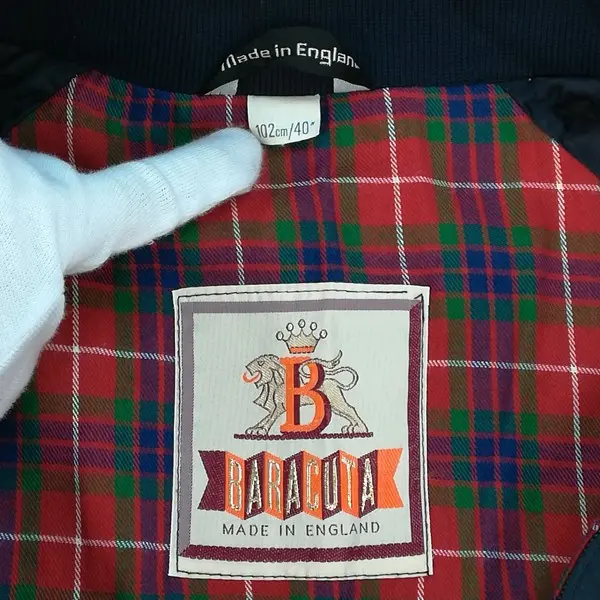 Made in England
102cm/40"
B
BARACUTA
MADE IN ENGLAND